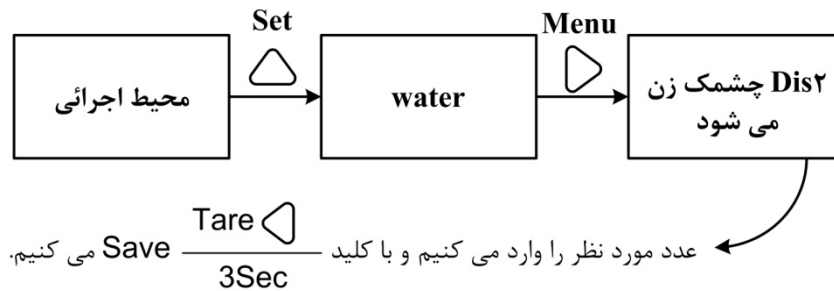 محیط اجرائی
Set
water
Menu
Dis۲ چشمک زن
می شود
عدد مورد نظر را وارد می کنیم و با کلید Tare 3Sec Save می کنیم.